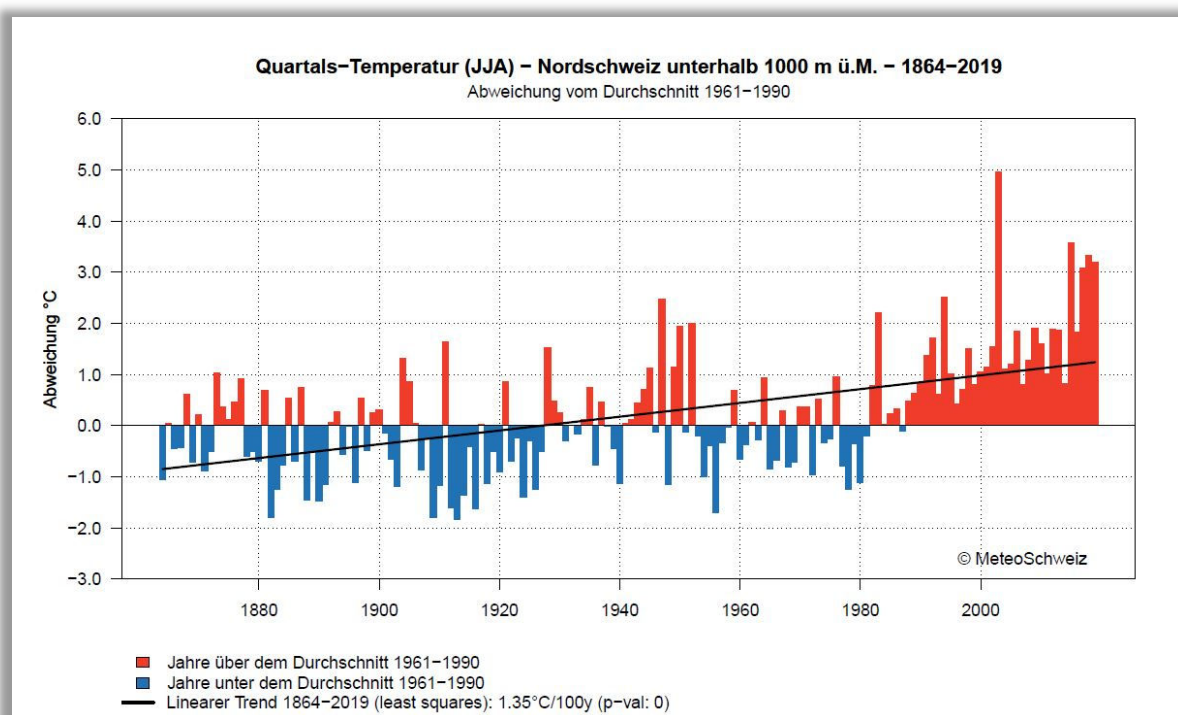 Quartals−Temperatur (JJA) − Nordschweiz unterhalb 1000 m ü.M. − 1864−2019
Abweichung vom Durchschnitt 1961−1990
Abweichung °C
6.0
5.0
4.0
3.0
2.0
1.0
0.0
−1.0
−2.0
−3.0
© MeteoSchweiz
1880 1900 1920 1940 1960 1980 2000
Jahre über dem Durchschnitt 1961−1990
Jahre unter dem Durchschnitt 1961−1990
Linearer Trend 1864−2019 (least squares): 1.35°C/100y (p−val: 0)